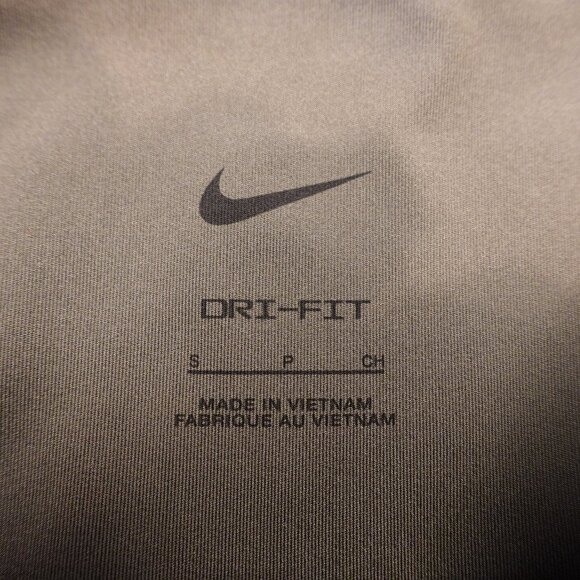 DRI-FIT
S P CH
MADE IN VIETNAM
FABRIQUE AU VIETNAM